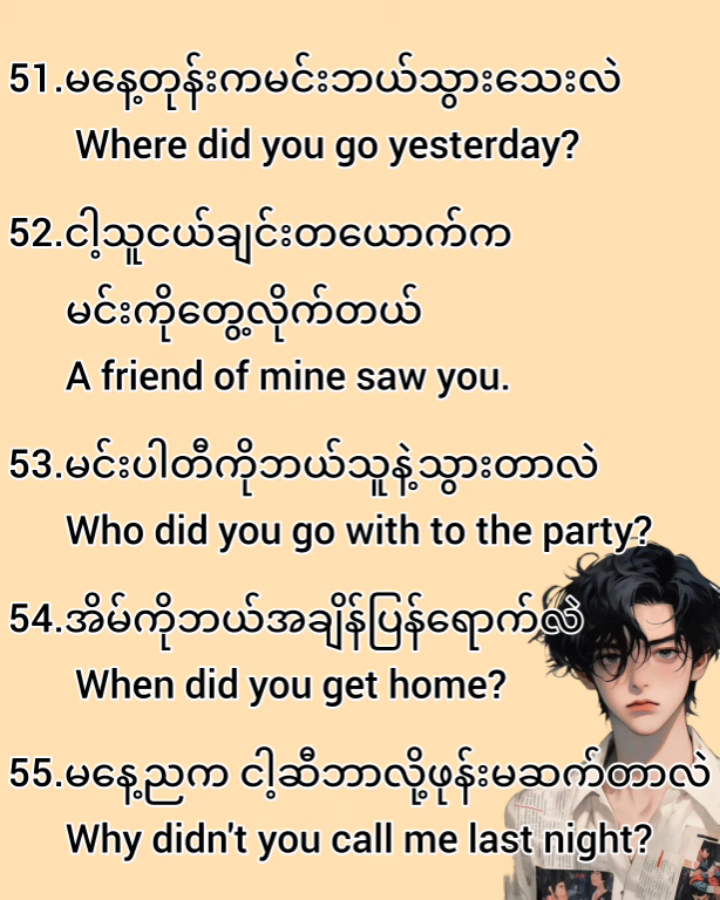 51.မနေ့တုန်းကမင်းဘယ်သွားသေးလဲ
Where did you go yesterday?
52.ငါ့သူငယ်ချင်းတယောက်က
မင်းကိုတွေ့လိုက်တယ်
A friend of mine saw you.
53.မင်းပါတီကိုဘယ်သူနဲ့သွားတာလဲ
Who did you go with to the party?
54.အိမ်ကိုဘယ်အချိန်ပြန်ရောက်လဲ
When did you get home?
55.မနေ့ညက ငါ့ဆီဘာလို့ဖုန်းမဆက်တာလဲ
Why didn't you call me last night?